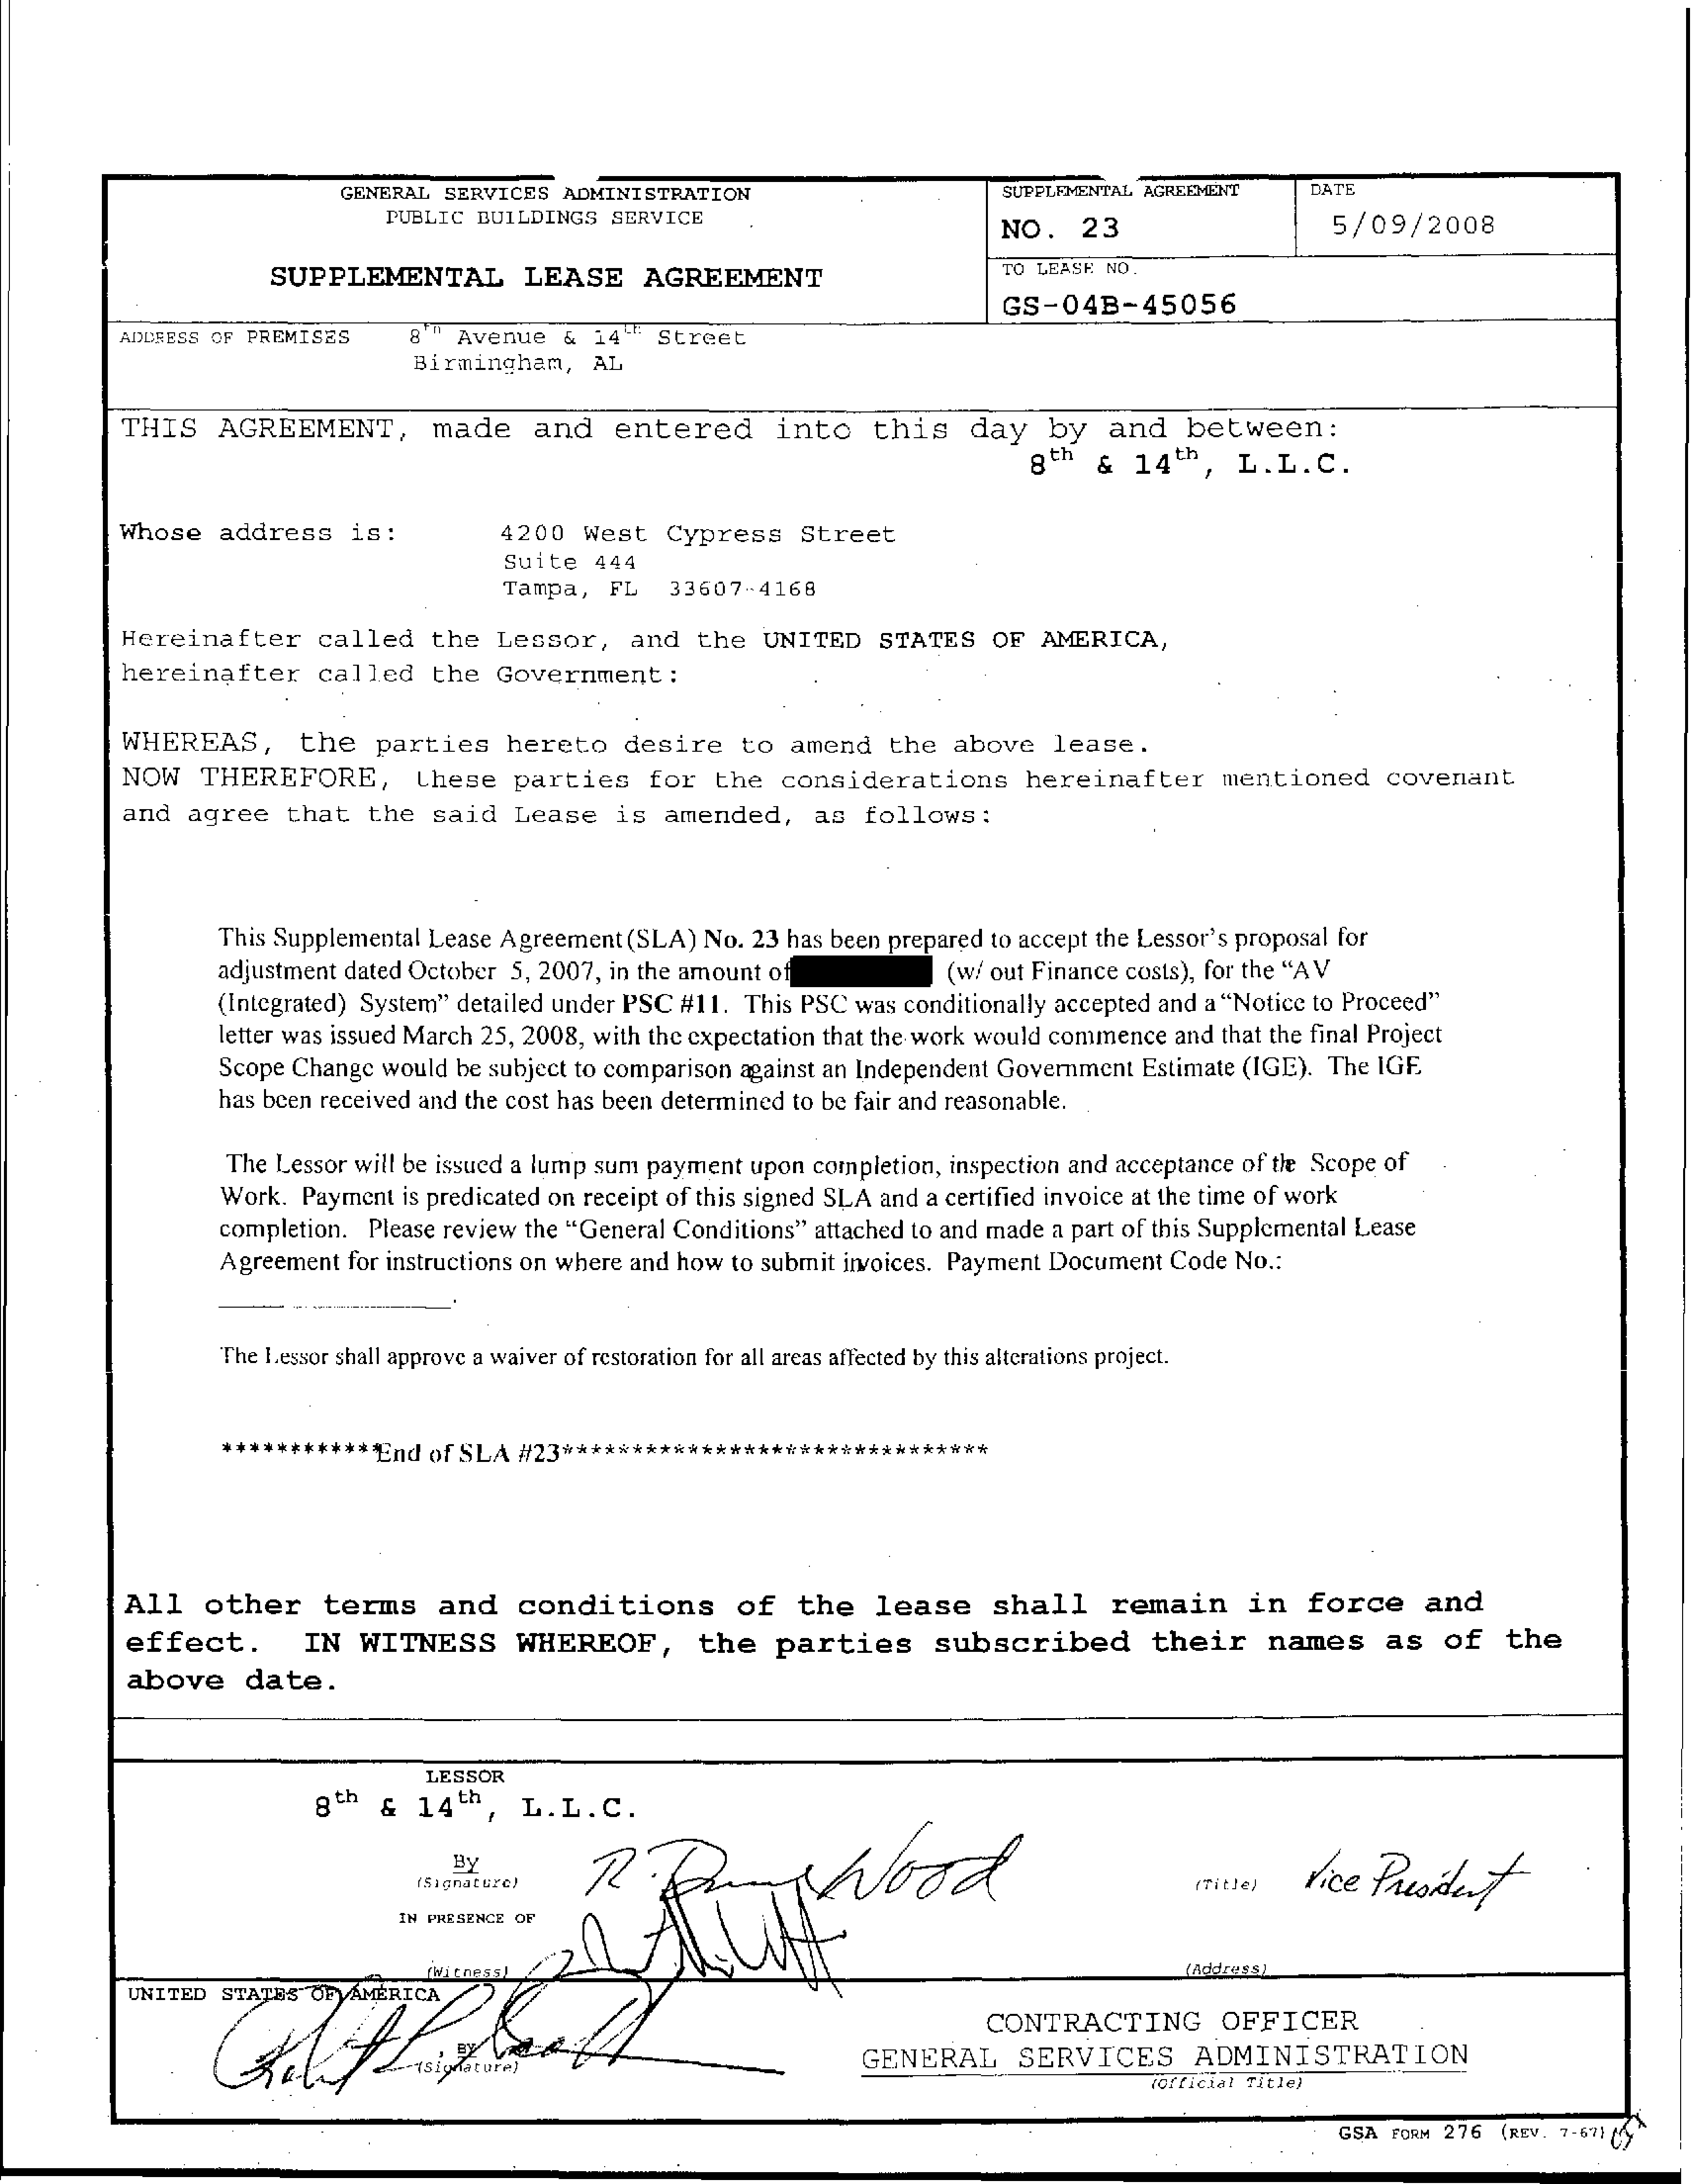 GENERAL SERVICES ADMINISTRATION
PUBLIC BUILDINGS SERVICE
SUPPLEMENTAL LEASE AGREEMENT
SUPPLEMENTAL AGREEMENT
NO. 23
DATE
5/09/2008
TO LEASE NO.
GS-04B-45056
ADDRESS OF PREMISES 8th Avenue & 14th Street
Birmingham, AL
THIS AGREEMENT, made and entered into this day by and between:
8th & 14th, L.L.C.
Whose address is: 4200 West Cypress Street
Suite 444
Tampa, FL 33607-4168
Hereinafter called the Lessor, and the UNITED STATES OF AMERICA,
hereinafter called the Government:
WHEREAS, the parties hereto desire to amend the above lease.
NOW THEREFORE, these parties for the considerations hereinafter mentioned covenant
and agree that the said Lease is amended, as follows:
This Supplemental Lease Agreement (SLA) No. 23 has been prepared to accept the Lessor's proposal for
adjustment dated October 5, 2007, in the amount of (w/ out Finance costs), for the "AV
(Integrated) System" detailed under PSC #11. This PSC was conditionally accepted and a "Notice to Proceed"
letter was issued March 25, 2008, with the expectation that the work would commence and that the final Project
Scope Change would be subject to comparison against an Independent Government Estimate (IGE). The IGE
has been received and the cost has been determined to be fair and reasonable.
The Lessor will be issued a lump sum payment upon completion, inspection and acceptance of the Scope of
Work. Payment is predicated on receipt of this signed SLA and a certified invoice at the time of work
completion. Please review the "General Conditions" attached to and made a part of this Supplemental Lease
Agreement for instructions on where and how to submit invoices. Payment Document Code No.:
The Lessor shall approve a waiver of restoration for all areas affected by this alterations project.
************End of SLA #23*******************************
All other terms and conditions of the lease shall remain in force and
effect. IN WITNESS WHEREOF, the parties subscribed their names as of the
above date.
LESSOR
8th & 14th, L.L.C.
By
(Signature) R. Wood (Title) Vice President
IN PRESENCE OF
(Witness) (Address)
UNITED STATES OF AMERICA
BY
(Signature)
CONTRACTING OFFICER
GENERAL SERVICES ADMINISTRATION
(Official Title)
GSA FORM 276 (REV. 7-67)